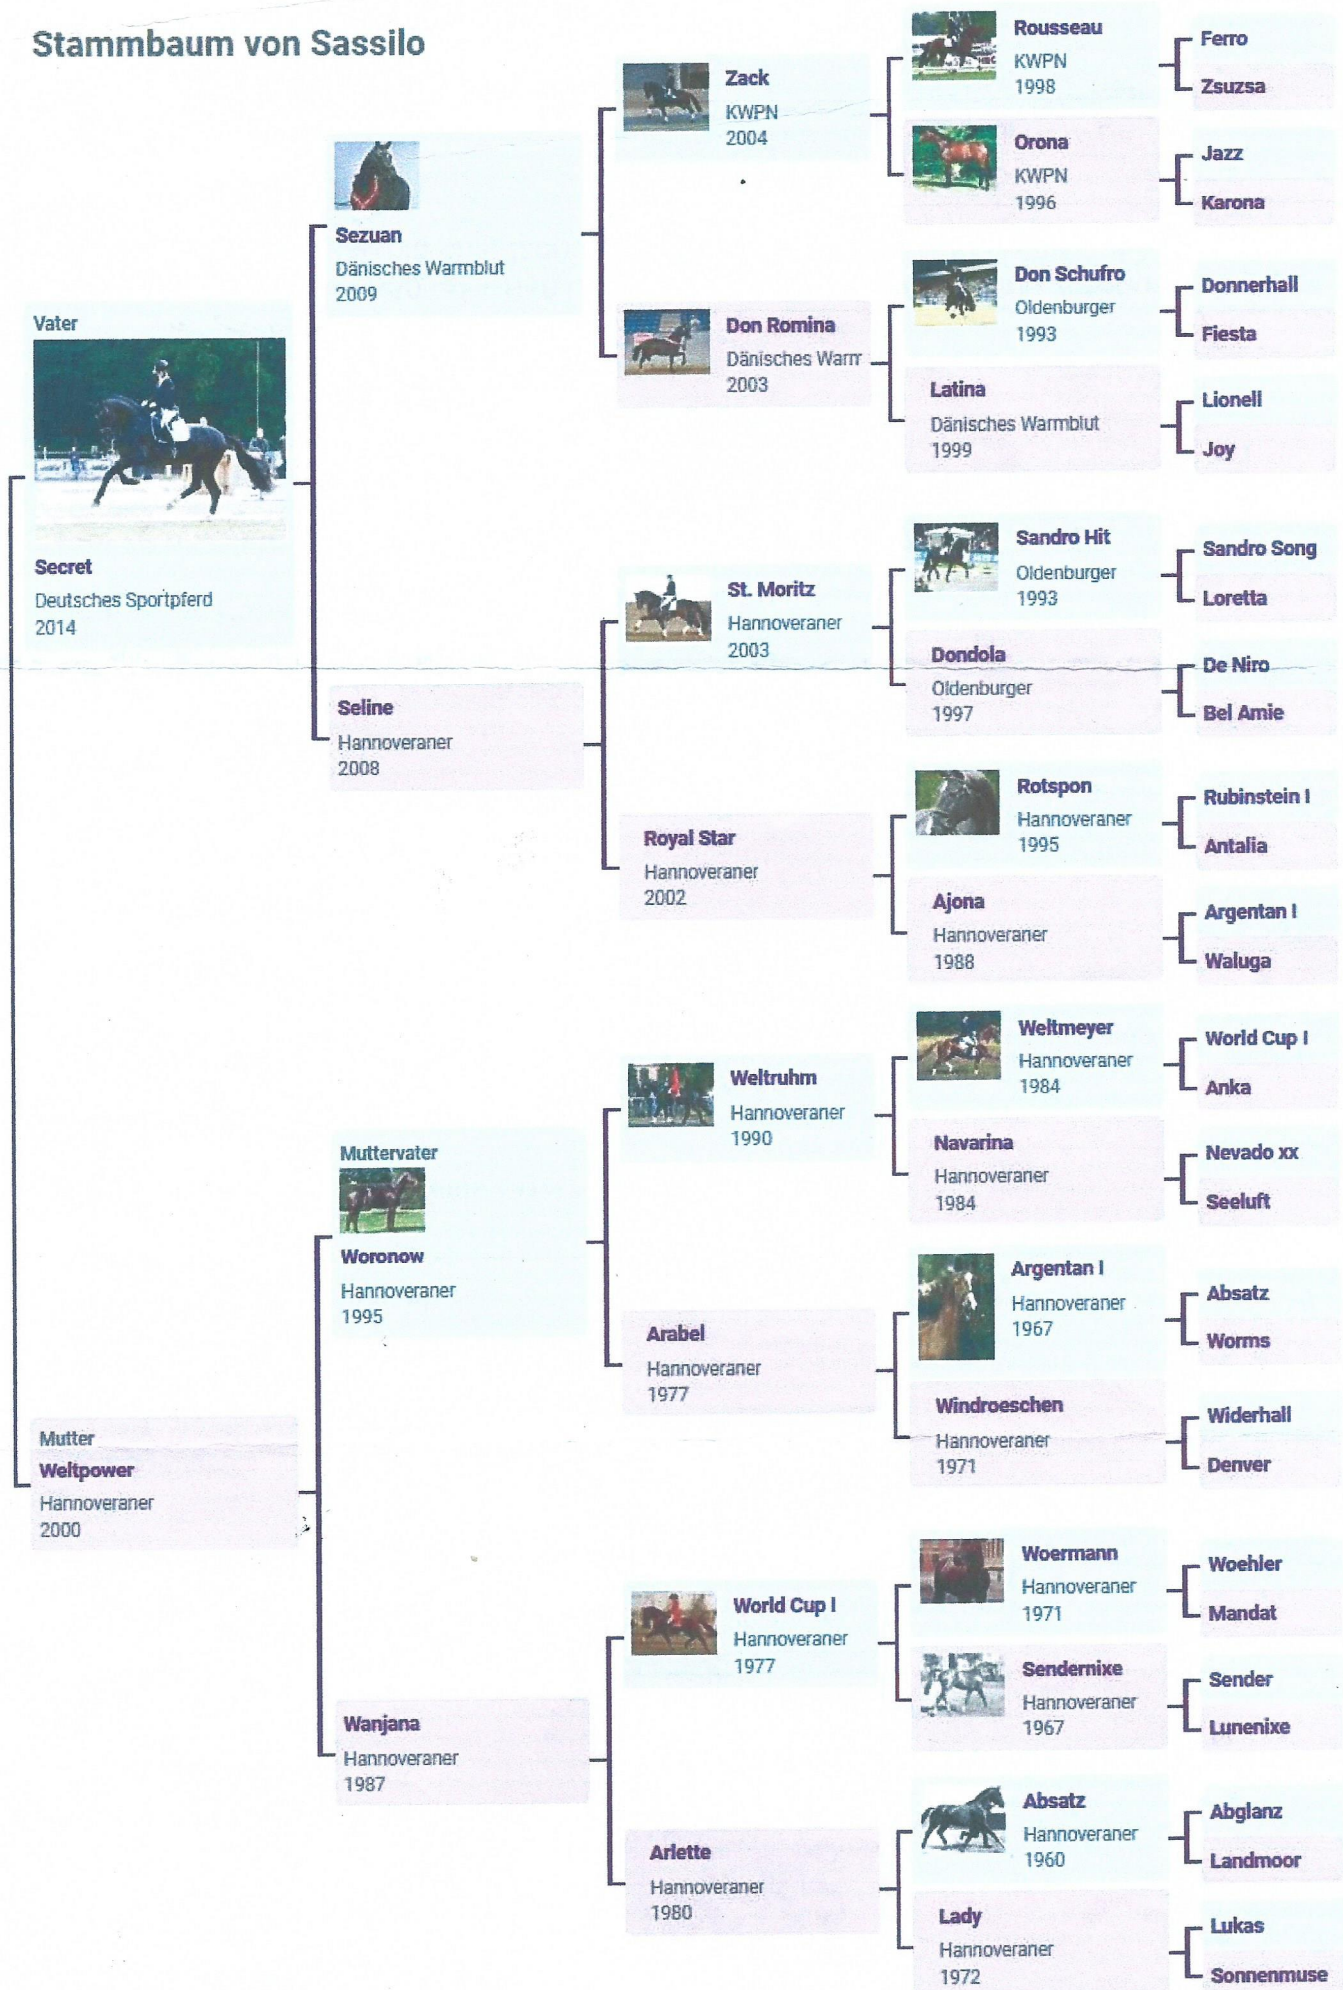 Stammbaum von Sassilo
Vater
Secret
Deutsches Sportpferd
2014
Sezuan
Dänisches Warmblut
2009
Zack
KWPN
2004
Rousseau
KWPN
1998
Ferro
Zsuzsa
Orona
KWPN
1996
Jazz
Karona
Don Romina
Dänisches Warm
2003
Don Schufro
Oldenburger
1993
Donnerhall
Fiesta
Latina
Dänisches Warmblut
1999
Lionell
Joy
Seline
Hannoveraner
2008
St. Moritz
Hannoveraner
2003
Sandro Hit
Oldenburger
1993
Sandro Song
Loretta
Dondola
Oldenburger
1997
De Niro
Bel Amie
Royal Star
Hannoveraner
2002
Rotspon
Hannoveraner
1995
Rubinstein I
Antalia
Ajona
Hannoveraner
1988
Argentan I
Waluga
Mutter
Weltpower
Hannoveraner
2000
Muttervater
Woronow
Hannoveraner
1995
Weltruhm
Hannoveraner
1990
Weltmeyer
Hannoveraner
1984
World Cup I
Anka
Navarina
Hannoveraner
1984
Nevado xx
Seeluft
Arabel
Hannoveraner
1977
Argentan I
Hannoveraner
1967
Absatz
Worms
Windroeschen
Hannoveraner
1971
Widerhall
Denver
Wanjana
Hannoveraner
1987
World Cup I
Hannoveraner
1977
Woermann
Hannoveraner
1971
Woehler
Mandat
Sendernixe
Hannoveraner
1967
Sender
Lunenixe
Arlette
Hannoveraner
1980
Absatz
Hannoveraner
1960
Abglanz
Landmoor
Lady
Hannoveraner
1972
Lukas
Sonnenmuse